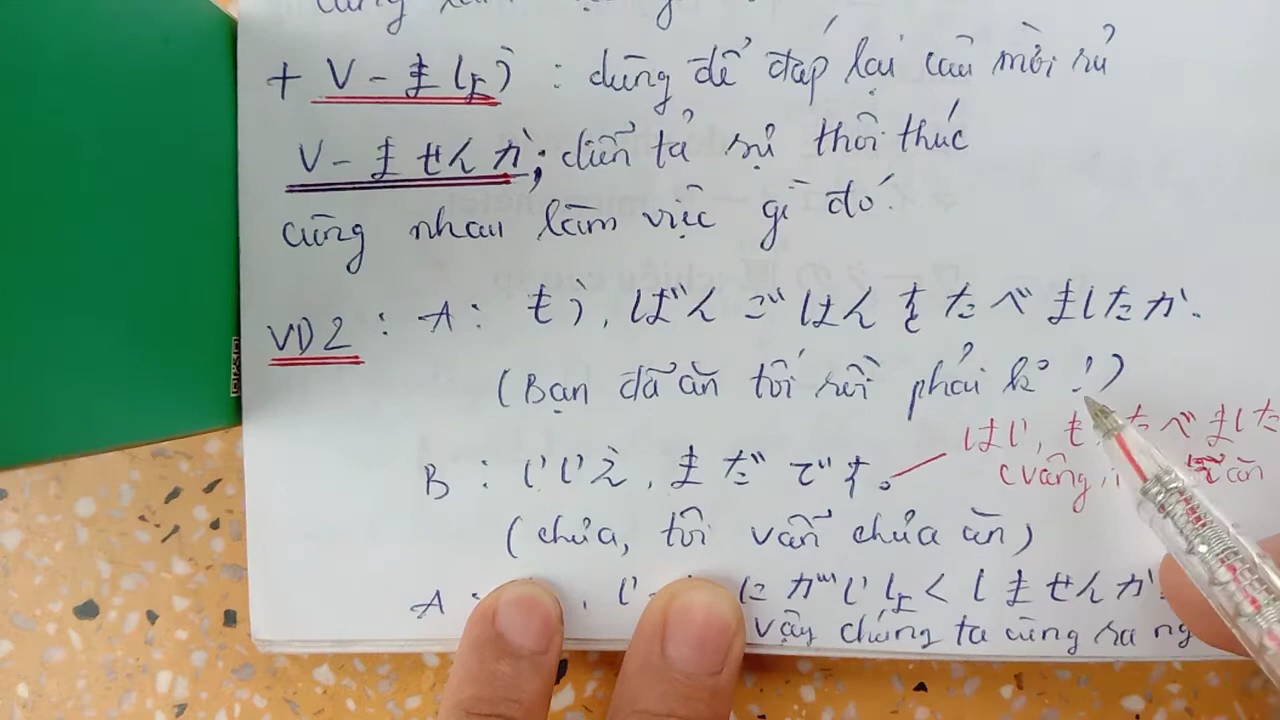 + V-ましょう : dùng để đáp lại câu mời rủ
V-ませんか; diễn tả sự thôi thúc
cùng nhau làm việc gì đó.
VD2 : A : もう, ばんごはんをたべましたか.
(Bạn đã ăn tối rồi phải k° !)
はい, も たべました
B : いいえ, まだです。
(vâng, ăn
(chưa, tôi vẫn chưa ăn)
A : にがいしょくしませんか
vậy chúng ta cùng ra